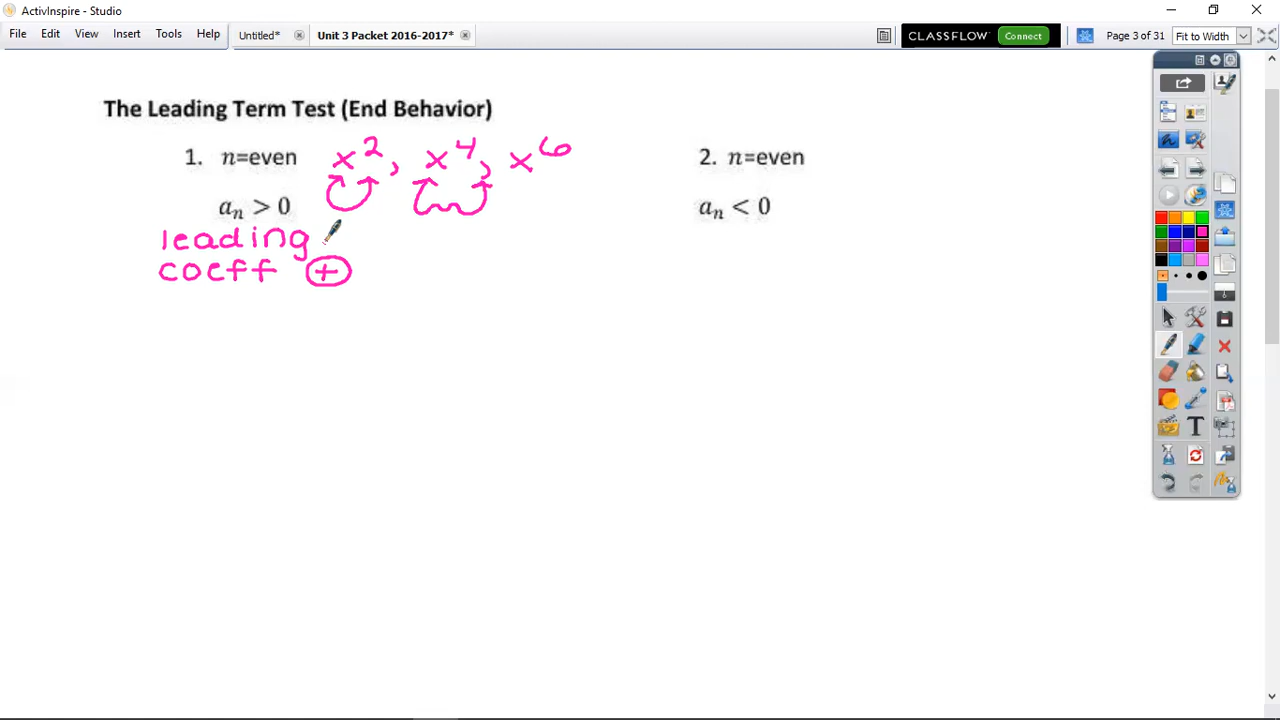 ActivInspire - Studio
File Edit View Insert Tools Help Untitled* Unit 3 Packet 2016-2017* CLASSFLOW Connect Page 3 of 31 Fit to Width
The Leading Term Test (End Behavior)
1. n=even x², x⁴, x⁶
aₙ > 0
leading
coeff (+)
2. n=even
aₙ < 0